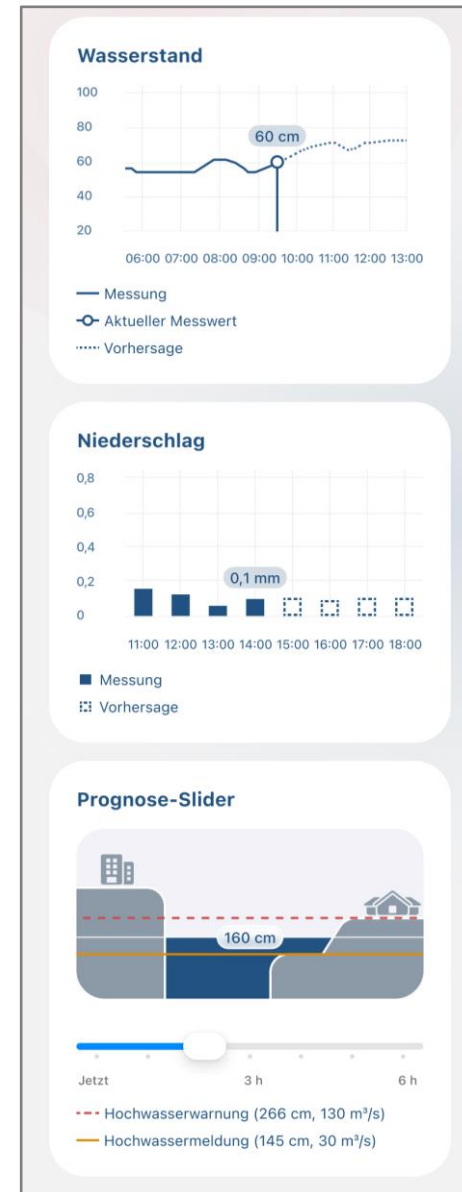 Wasserstand
100
80
60 cm
60
40
20
06:00 07:00 08:00 09:00 10:00 11:00 12:00 13:00
Messung
Aktueller Messwert
Vorhersage
Niederschlag
0,8
0,6
0,4
0,2
0,1 mm
0
11:00 12:00 13:00 14:00 15:00 16:00 17:00 18:00
Messung
Vorhersage
Prognose-Slider
160 cm
Jetzt 3 h 6 h
Hochwasserwarnung (266 cm, 130 m³/s)
Hochwassermeldung (145 cm, 30 m³/s)